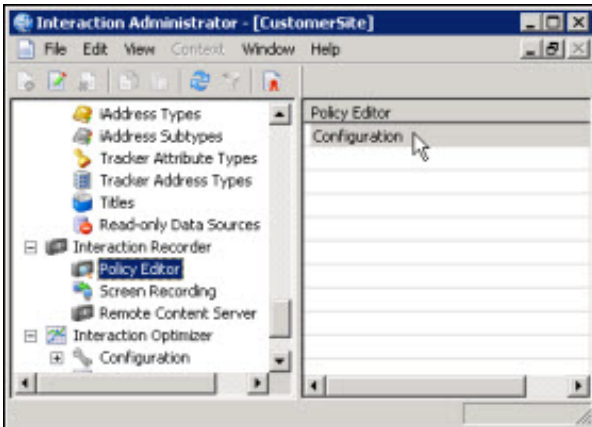 Interaction Administrator - [CustomerSite]
File Edit View Context Window Help
iAddress Types
iAddress Subtypes
Tracker Attribute Types
Tracker Address Types
Titles
Read-only Data Sources
Interaction Recorder
Policy Editor
Screen Recording
Remote Content Server
Interaction Optimizer
Configuration
Policy Editor
Configuration